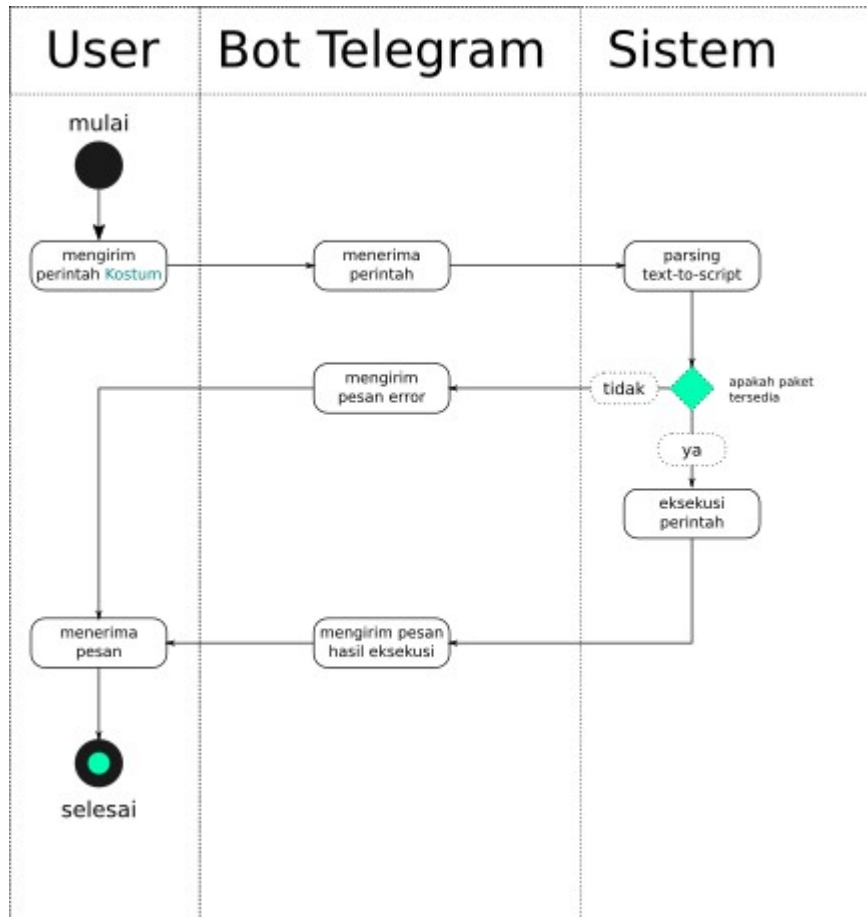 User
Bot Telegram
Sistem
mulai
mengirim
perintah Kostum
menerima
perintah
parsing
text-to-script
mengirim
pesan error
tidak
apakah paket
tersedia
ya
eksekusi
perintah
menerima
pesan
mengirim pesan
hasil eksekusi
selesai